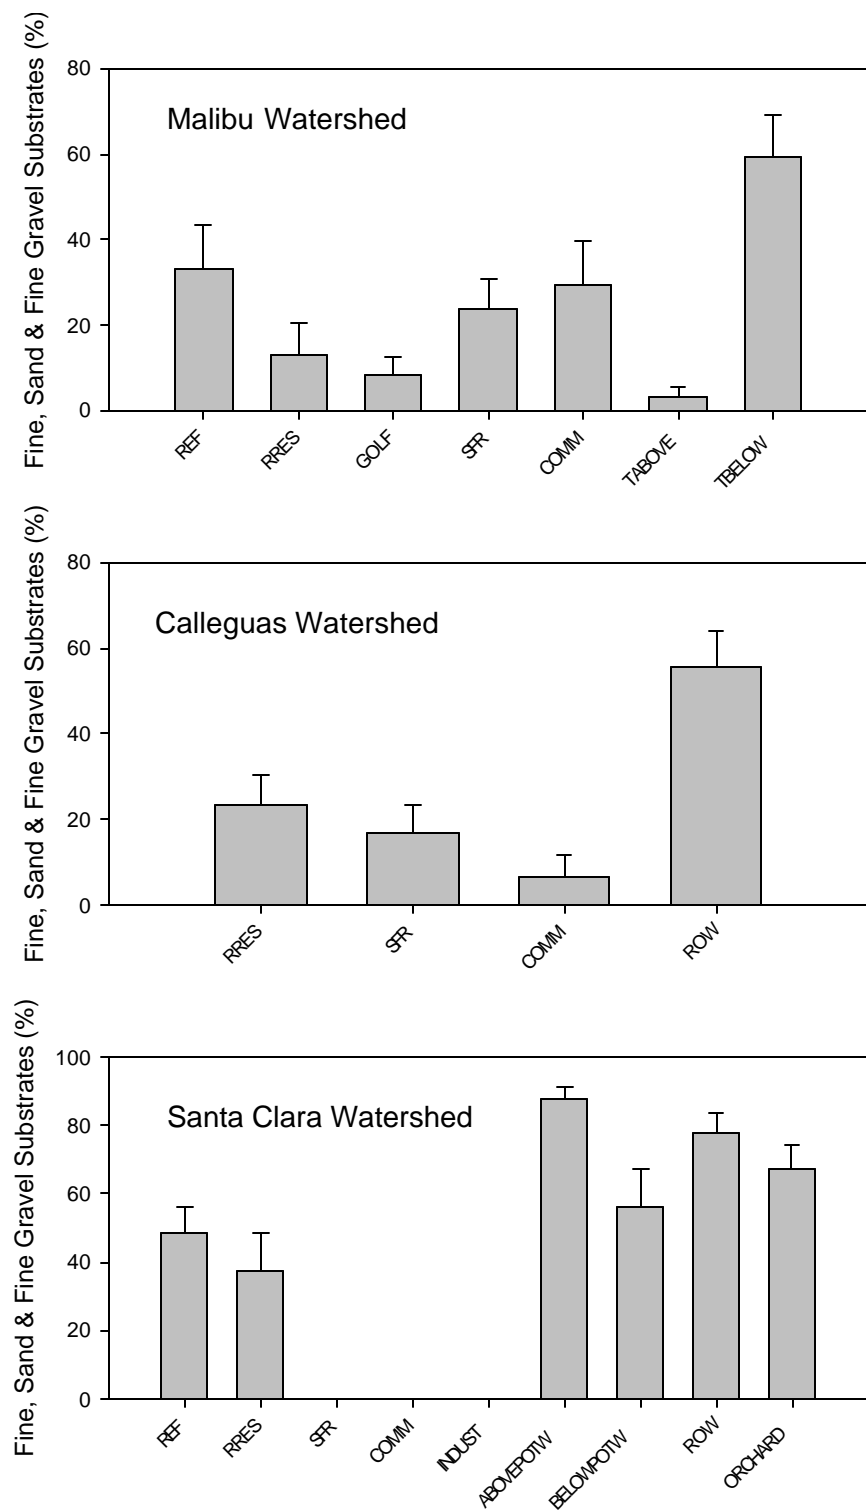 Fine, Sand & Fine Gravel Substrates (%)
80
60
40
20
0
Malibu Watershed
REF
RRES
GOLF
SFR
COMM
TABOVE
TBELOW
Fine, Sand & Fine Gravel Substrates (%)
80
60
40
20
0
Calleguas Watershed
RRES
SFR
COMM
ROW
Fine, Sand & Fine Gravel Substrates (%)
100
80
60
40
20
0
Santa Clara Watershed
REF
RRES
SFR
COMM
INDUST
ABOVEPOTW
BELOWPOTW
ROW
ORCHARD